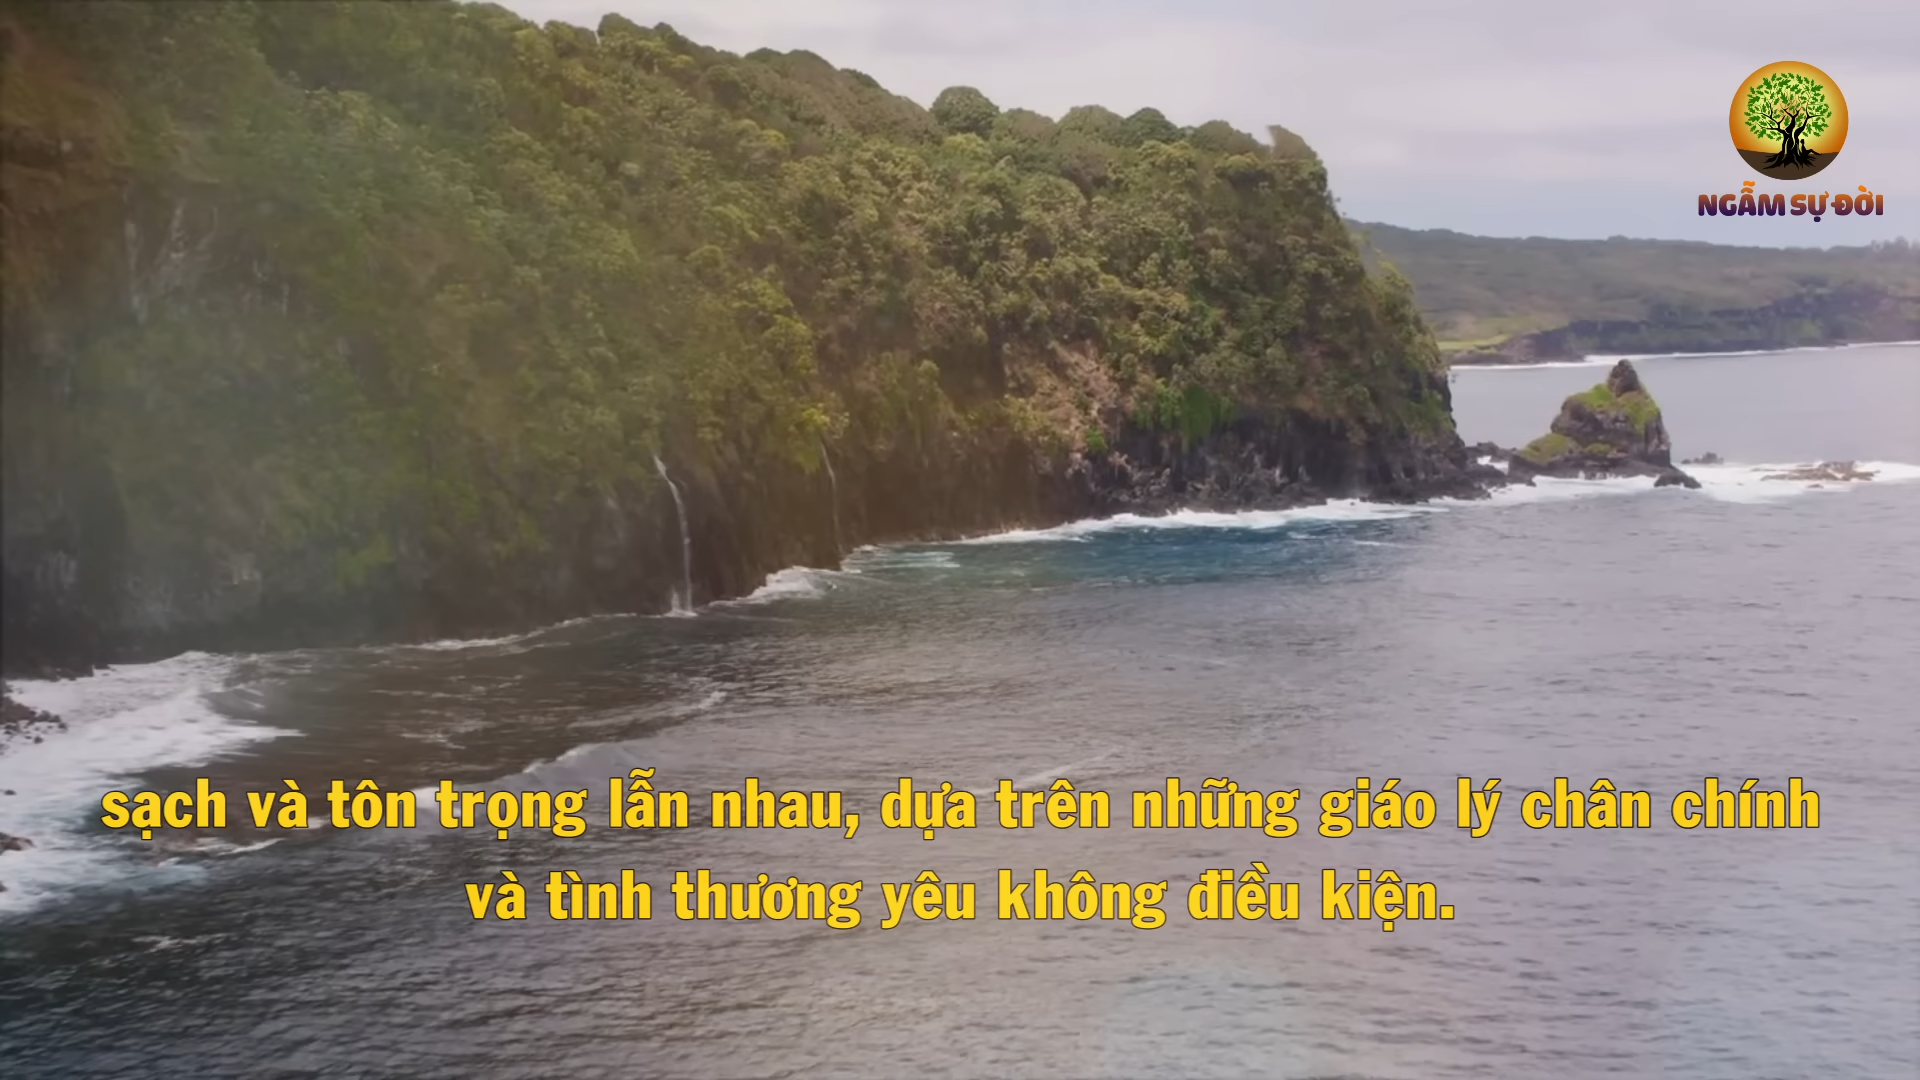 NGẪM SỰ ĐỜI
sạch và tôn trọng lẫn nhau, dựa trên những giáo lý chân chính
và tình thương yêu không điều kiện.